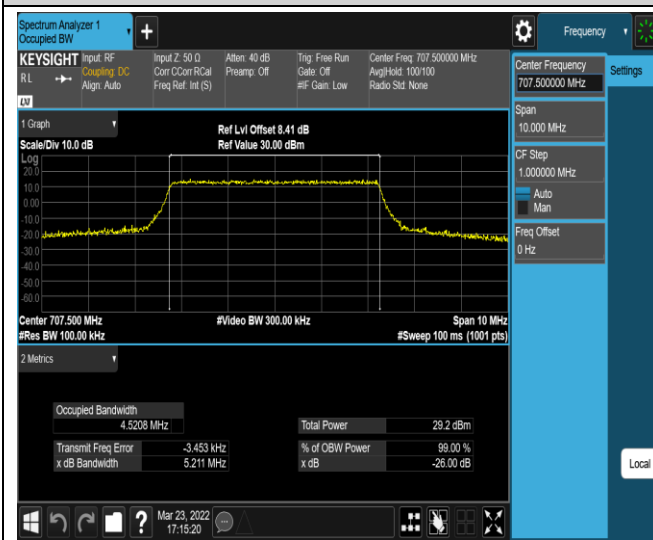 Spectrum Analyzer 1
Occupied BW
+
Frequency
KEYSIGHT
RL
LXI
Input: RF
Coupling: DC
Align: Auto
Input Z: 50 Ω
Corr CCorr RCal
Freq Ref: Int (S)
Atten: 40 dB
Preamp: Off
Trig: Free Run
Gate: Off
#IF Gain: Low
Center Freq: 707.500000 MHz
Avg|Hold: 100/100
Radio Std: None
Center Frequency
707.500000 MHz
Settings
Span
10.000 MHz
CF Step
1.000000 MHz
Auto
Man
Freq Offset
0 Hz
Local
1 Graph
Scale/Div 10.0 dB
Ref Lvl Offset 8.41 dB
Ref Value 30.00 dBm
Log
20.0
10.0
0.00
-10.0
-20.0
-30.0
-40.0
-50.0
-60.0
Center 707.500 MHz
#Res BW 100.00 kHz
#Video BW 300.00 kHz
Span 10 MHz
#Sweep 100 ms (1001 pts)
2 Metrics
Occupied Bandwidth
4.5208 MHz
Total Power 29.2 dBm
Transmit Freq Error -3.453 kHz
% of OBW Power 99.00 %
x dB Bandwidth 5.211 MHz
x dB -26.00 dB
?
Mar 23, 2022
17:15:20